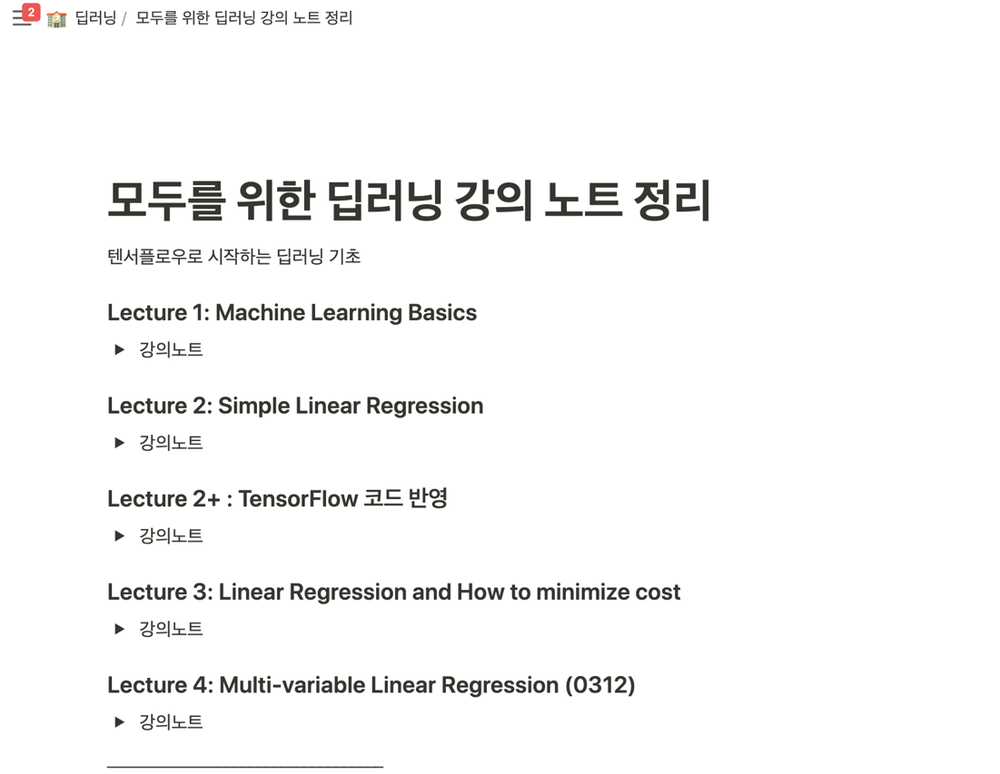 2
딥러닝 / 모두를 위한 딥러닝 강의 노트 정리
모두를 위한 딥러닝 강의 노트 정리
텐서플로우로 시작하는 딥러닝 기초
Lecture 1: Machine Learning Basics
강의노트
Lecture 2: Simple Linear Regression
강의노트
Lecture 2+ : TensorFlow 코드 반영
강의노트
Lecture 3: Linear Regression and How to minimize cost
강의노트
Lecture 4: Multi-variable Linear Regression (0312)
강의노트